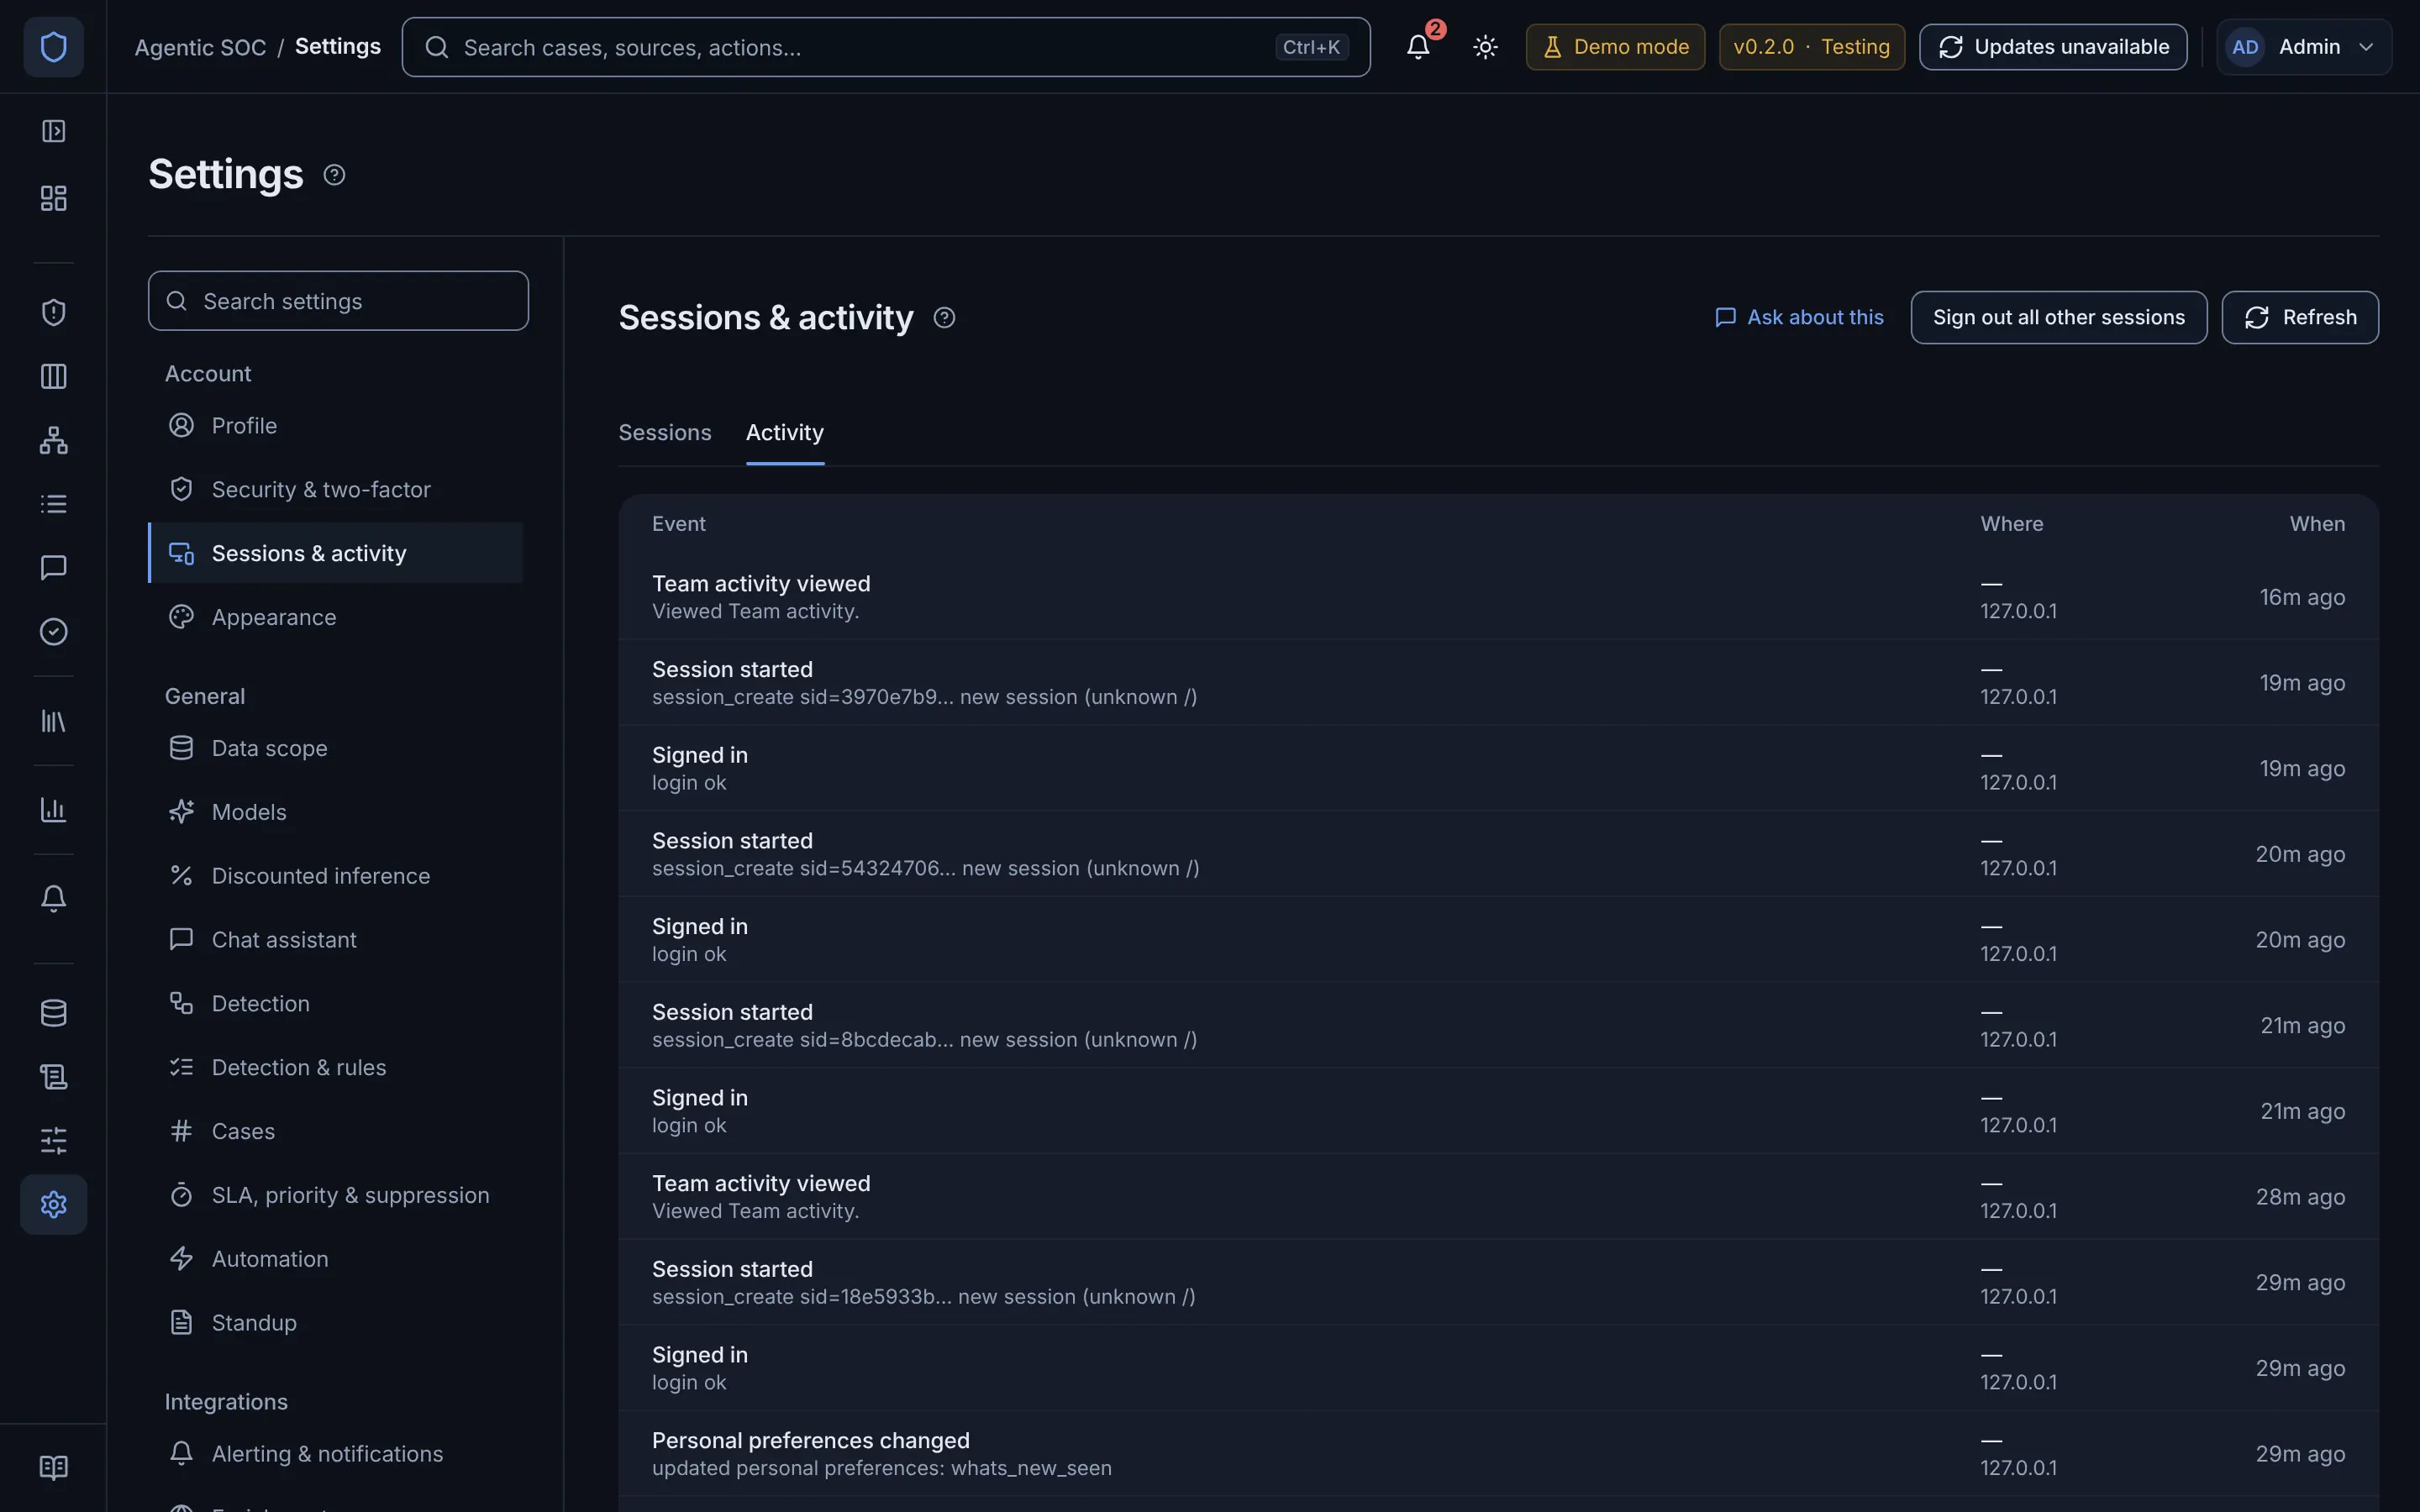 Agentic SOC / Settings
Search cases, sources, actions...
Ctrl+K
2
Demo mode
v0.2.0 · Testing
Updates unavailable
AD
Admin
Settings
Search settings
Account
Profile
Security & two-factor
Sessions & activity
Appearance
General
Data scope
Models
Discounted inference
Chat assistant
Detection
Detection & rules
Cases
SLA, priority & suppression
Automation
Standup
Integrations
Alerting & notifications
Sessions & activity
Ask about this
Sign out all other sessions
Refresh
Sessions
Activity
Event Where When
Team activity viewed —
Viewed Team activity. 127.0.0.1 16m ago
Session started —
session_create sid=3970e7b9... new session (unknown /) 127.0.0.1 19m ago
Signed in —
login ok 127.0.0.1 19m ago
Session started —
session_create sid=54324706... new session (unknown /) 127.0.0.1 20m ago
Signed in —
login ok 127.0.0.1 20m ago
Session started —
session_create sid=8bcdecab... new session (unknown /) 127.0.0.1 21m ago
Signed in —
login ok 127.0.0.1 21m ago
Team activity viewed —
Viewed Team activity. 127.0.0.1 28m ago
Session started —
session_create sid=18e5933b... new session (unknown /) 127.0.0.1 29m ago
Signed in —
login ok 127.0.0.1 29m ago
Personal preferences changed —
updated personal preferences: whats_new_seen 127.0.0.1 29m ago